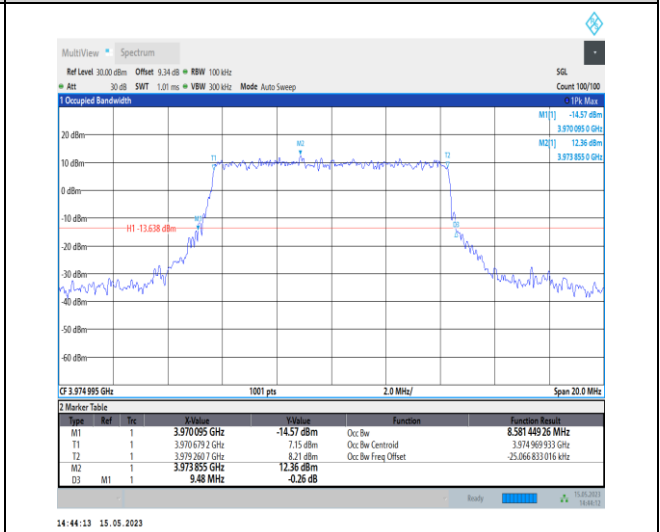 MultiView Spectrum
Ref Level 30.00 dBm Offset 9.34 dB RBW 100 kHz SGL
Att 30 dB SWT 1.01 ms VBW 300 kHz Mode Auto Sweep Count 100/100
1 Occupied Bandwidth 1Pk Max
M1[1] -14.57 dBm
3.970 095 0 GHz
M2[1] 12.36 dBm
3.973 855 0 GHz
20 dBm
M2
T1 T2
10 dBm
0 dBm
-10 dBm
H1 -13.638 dBm
-20 dBm
-30 dBm
-40 dBm
-50 dBm
-60 dBm
CF 3.974 995 GHz 1001 pts 2.0 MHz/ Span 20.0 MHz
2 Marker Table
Type Ref Trc X-Value Y-Value Function Function Result
M1 1 3.970 095 GHz -14.57 dBm Occ Bw 8.581 449 26 MHz
T1 1 3.970 679 2 GHz 7.15 dBm Occ Bw Centroid 3.974 969 933 GHz
T2 1 3.979 260 7 GHz 8.21 dBm Occ Bw Freq Offset -25.066 833 016 kHz
M2 1 3.973 855 GHz 12.36 dBm
D3 M1 1 9.48 MHz -0.26 dB
Ready 15.05.2023
14:44:12
14:44:13 15.05.2023